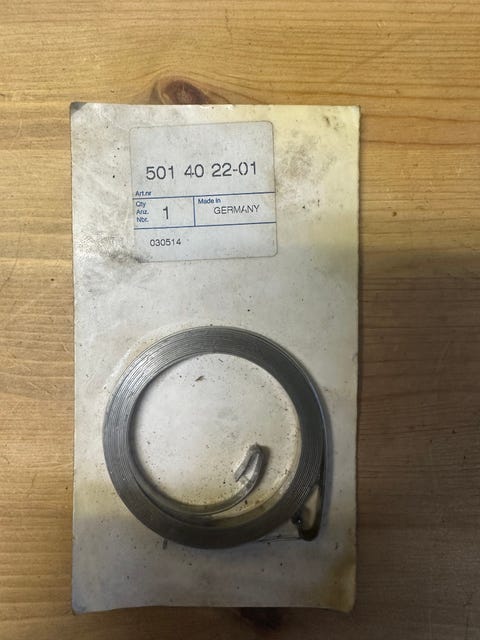 501 40 22-01
Art.nr
Qty
Anz.
Nbr.
1
Made in
GERMANY
030514